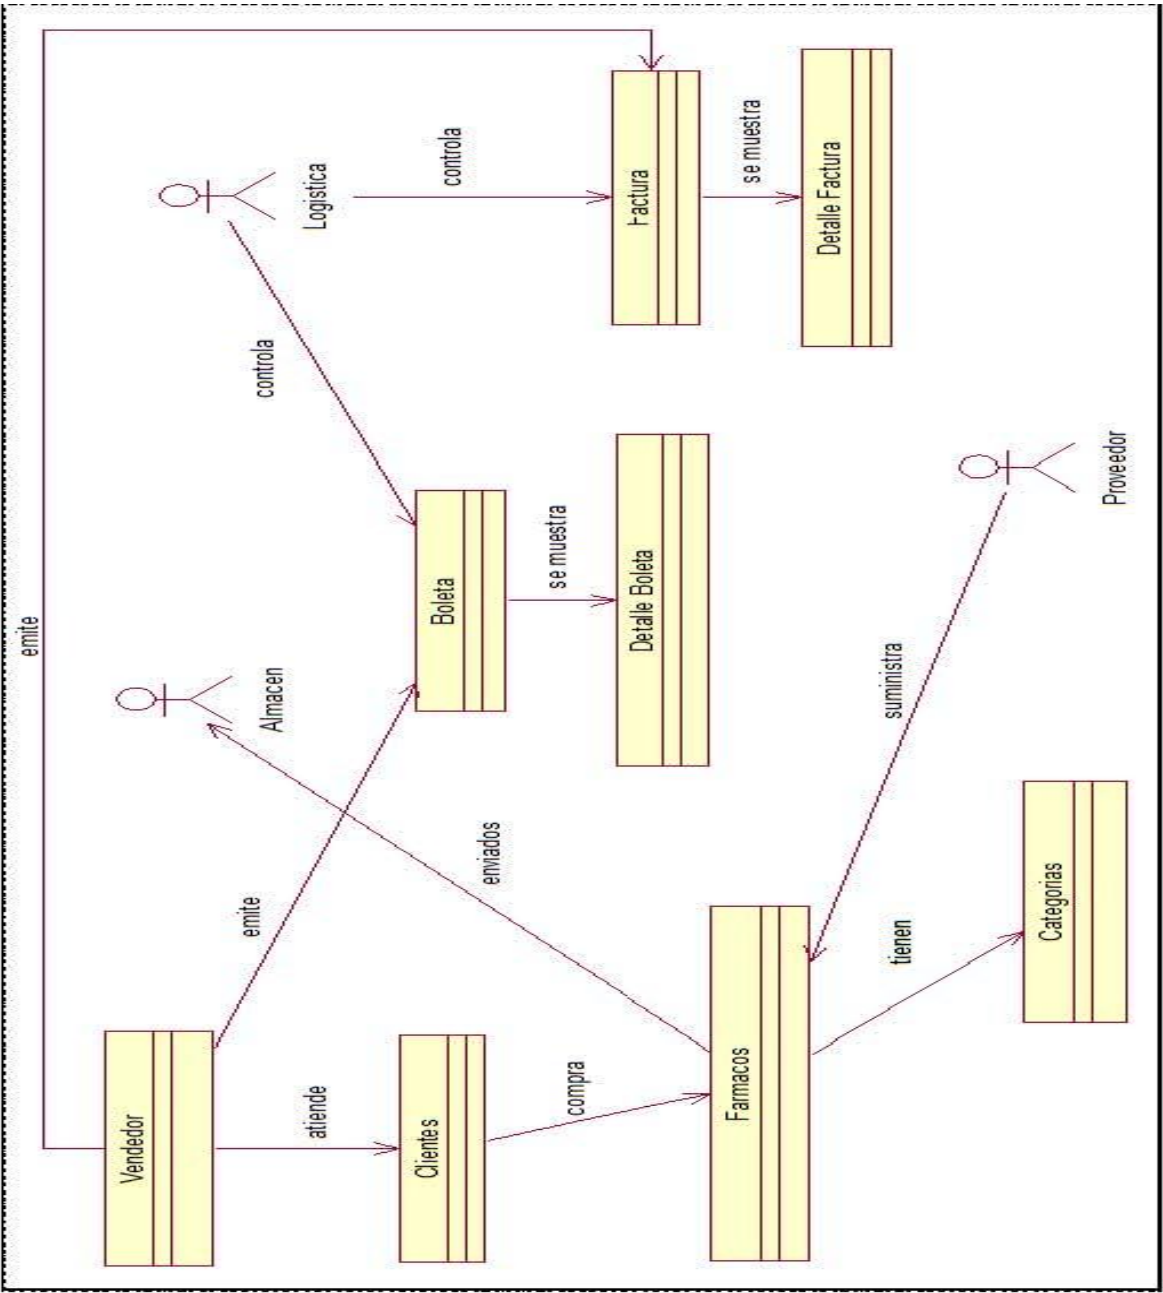 emite
Vendedor
emite
Almacen
controla
Logistica
atiende
controla
Clientes
Boleta
enviados
se muestra
compra
Factura
Detalle Boleta
se muestra
Farmacos
Detalle Factura
suministra
tienen
Proveedor
Categorias